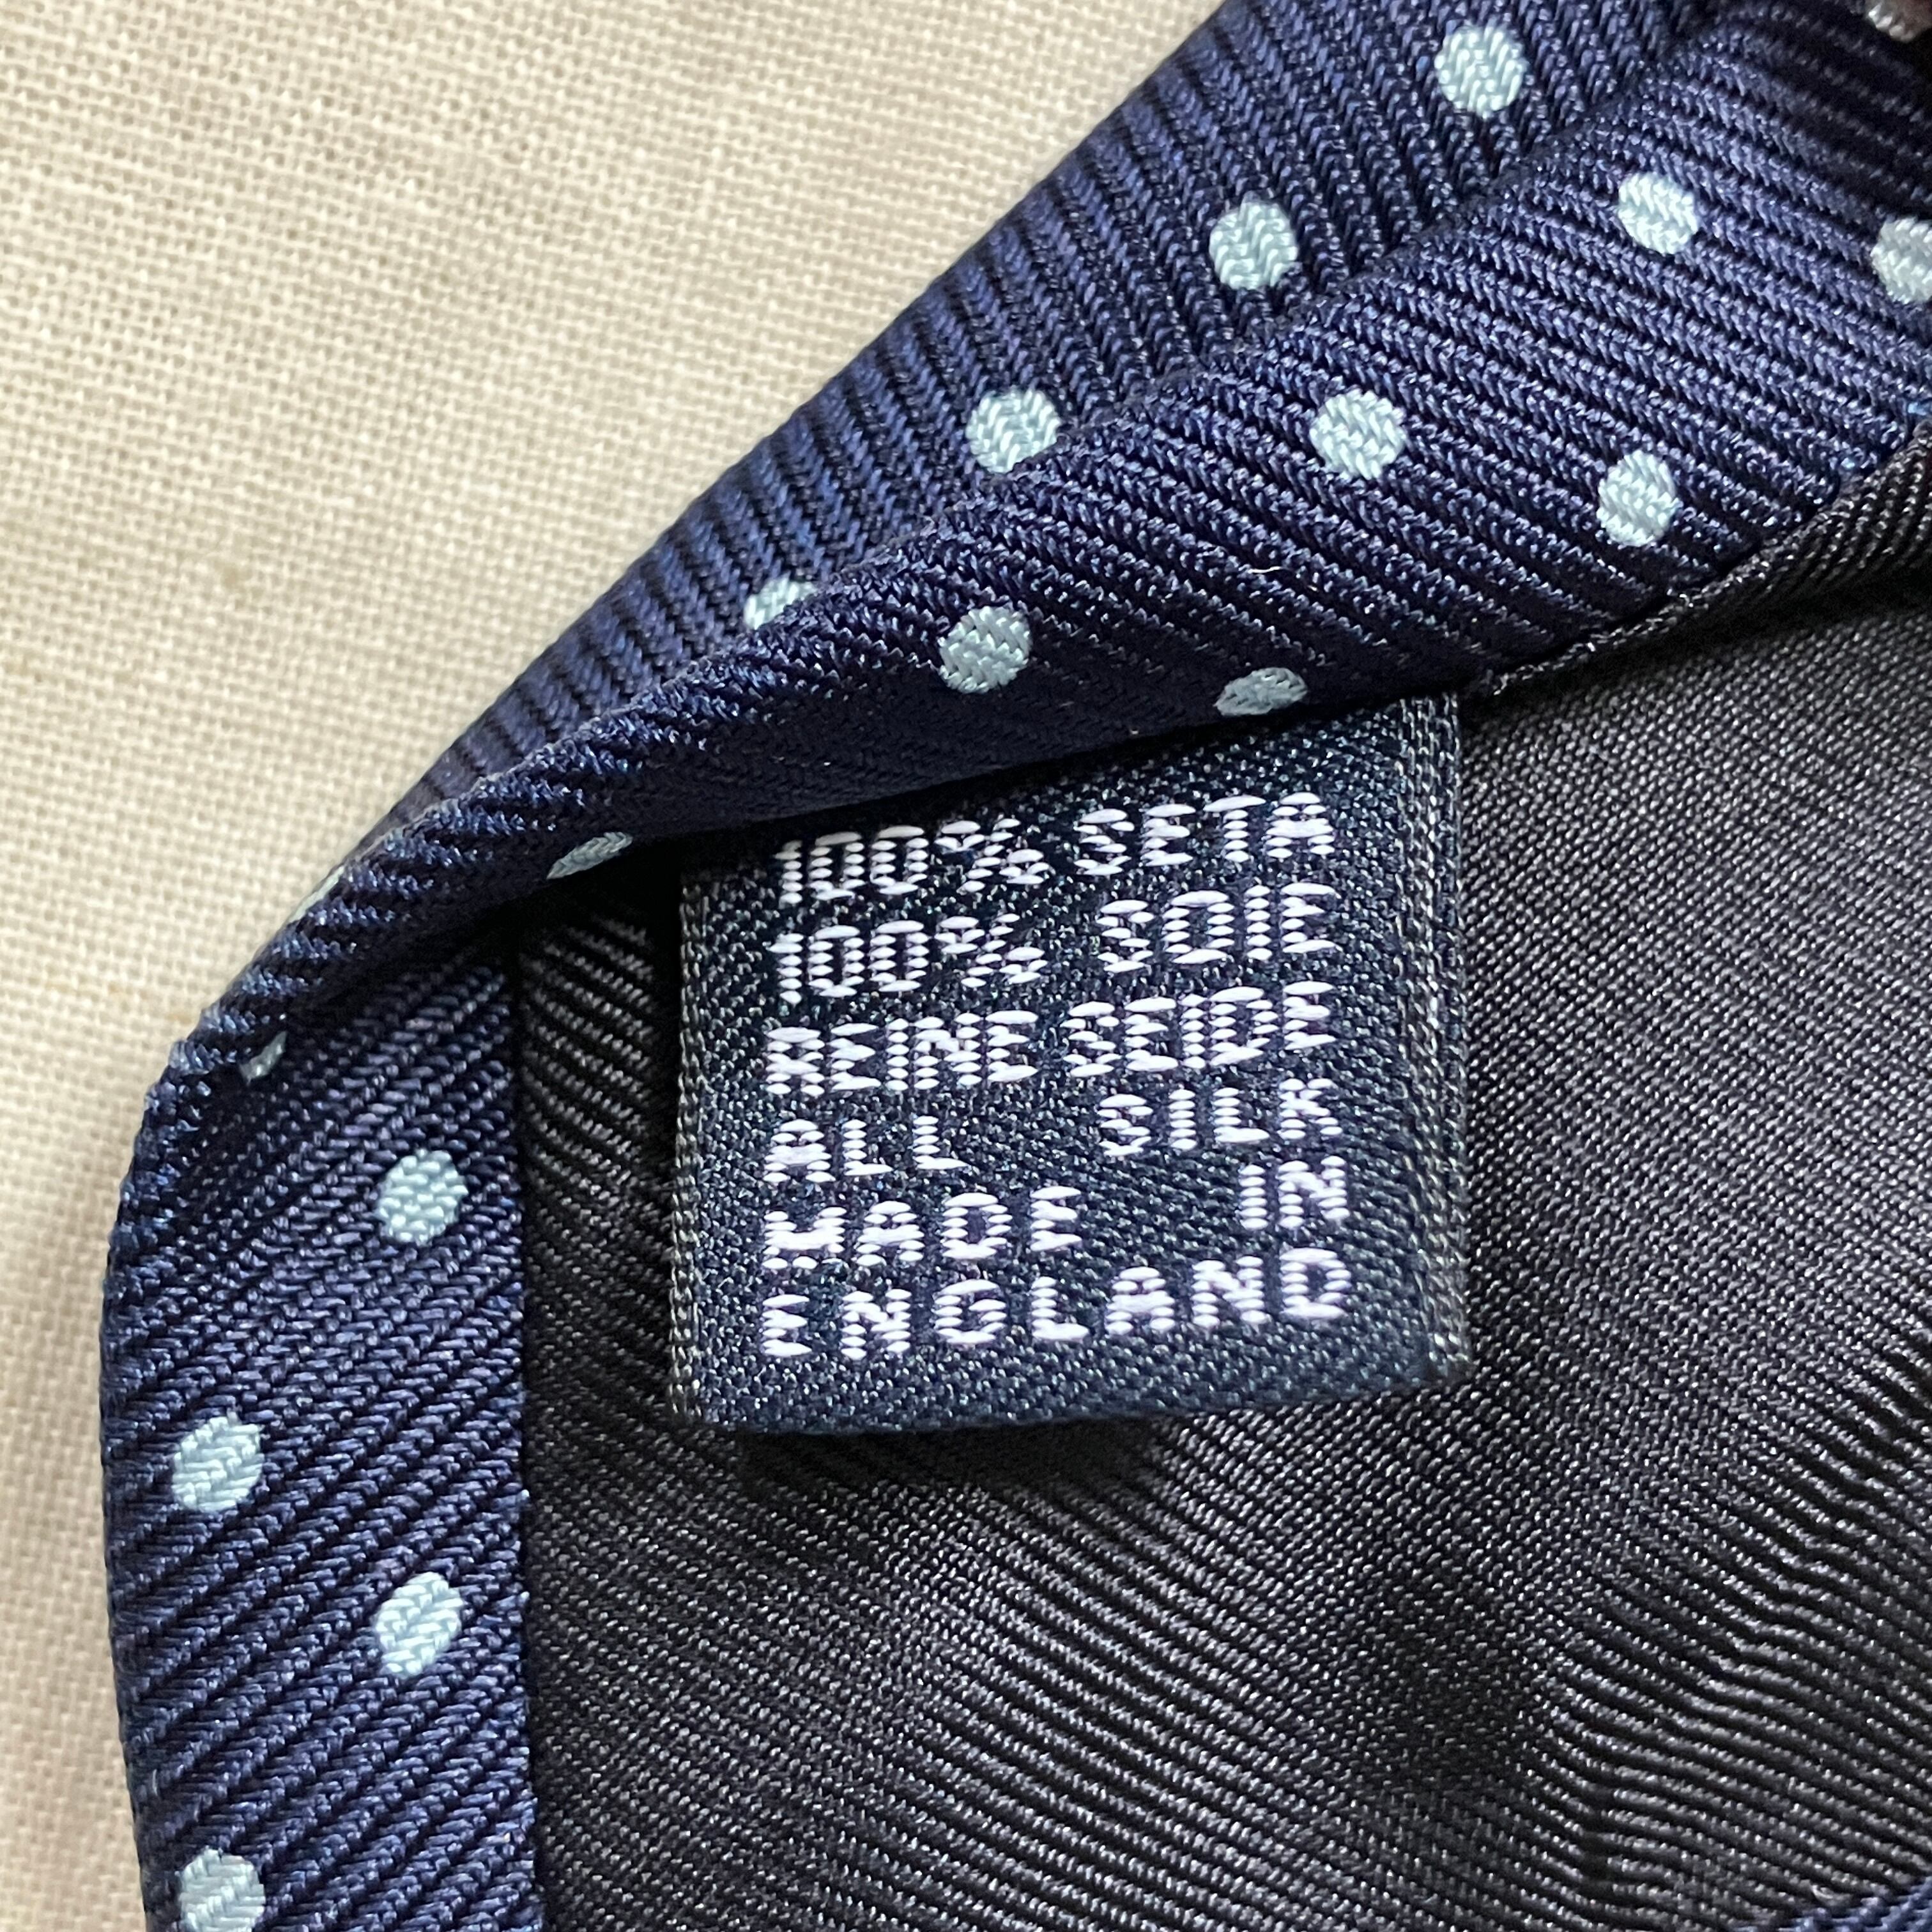 100% SETA
100% SOIE
REINE SEIDE
ALL SILK
MADE IN
ENGLAND